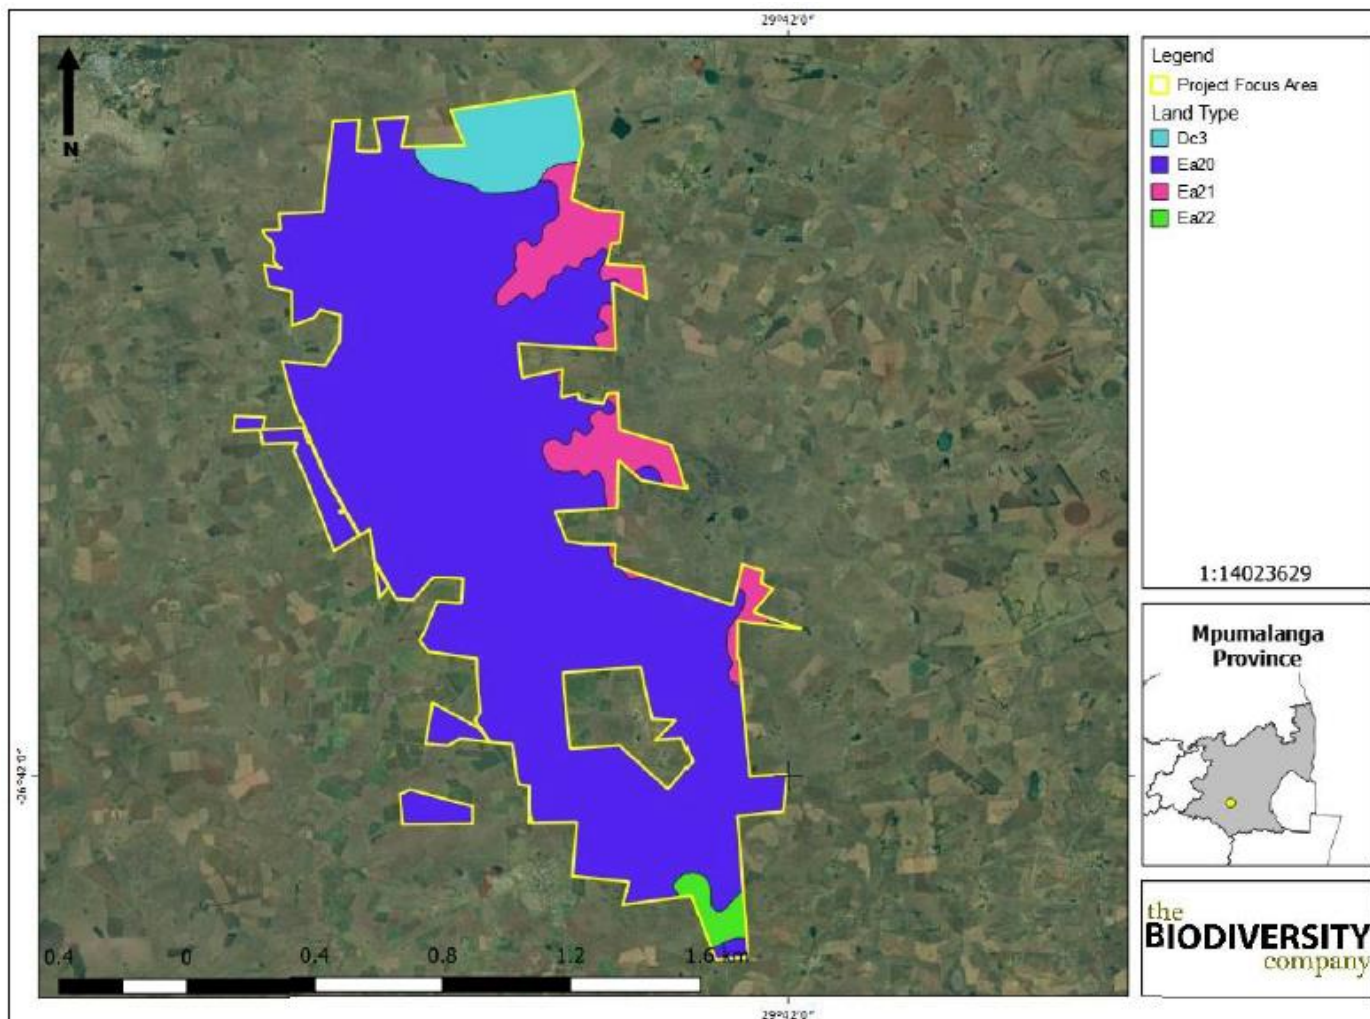 29°42'0"
N
-26°42'0"
0.4 0 0.4 0.8 1.2 1.6 km
29°42'0"
Legend
Project Focus Area
Land Type
Dc3
Ea20
Ea21
Ea22
1:14023629
Mpumalanga
Province
the
BIODIVERSITY
company